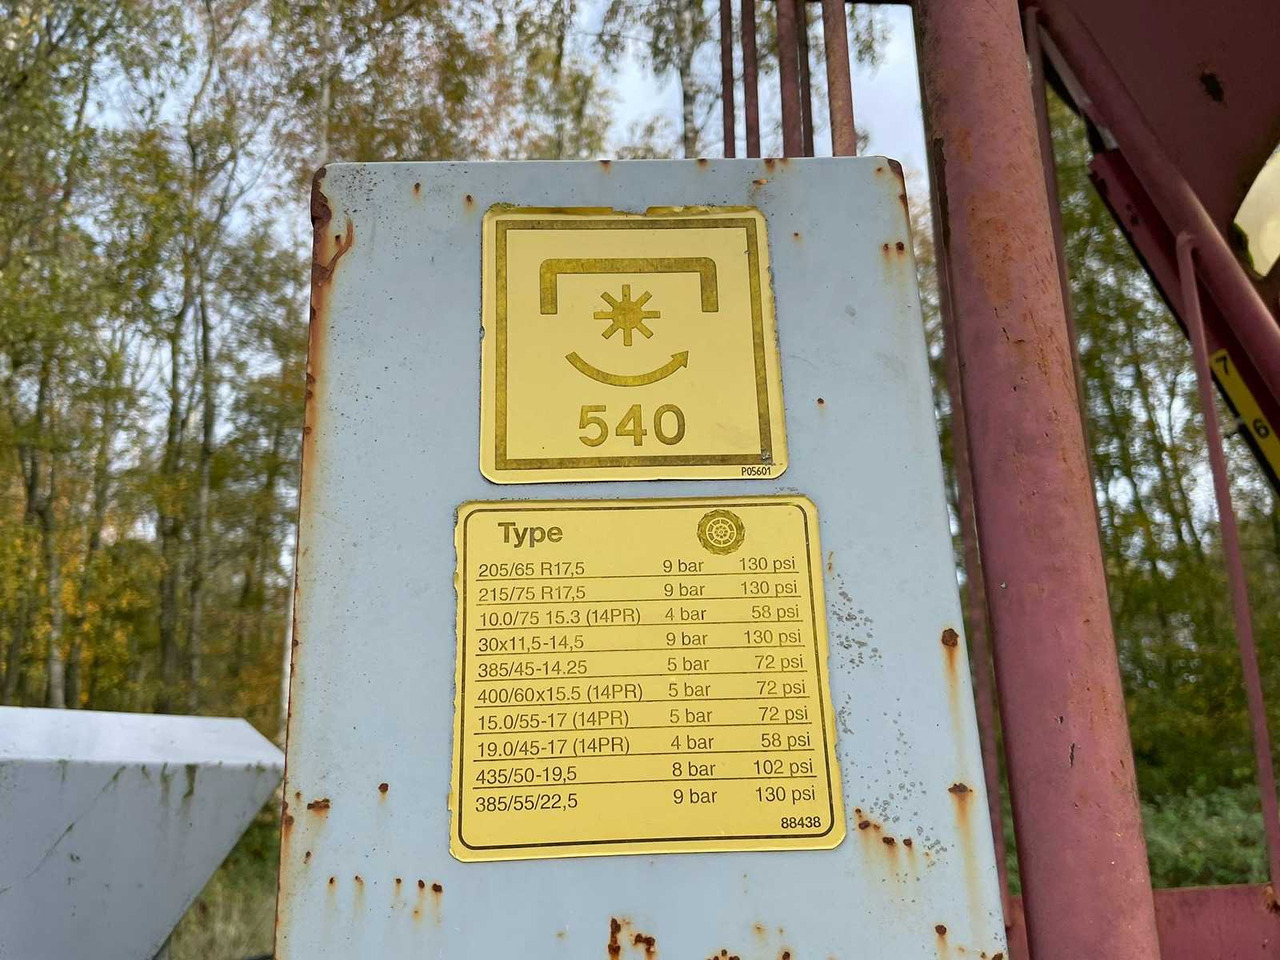 540
P05601
Type
205/65 R17,5 9 bar 130 psi
215/75 R17,5 9 bar 130 psi
10.0/75 15.3 (14PR) 4 bar 58 psi
30x11,5-14,5 9 bar 130 psi
385/45-14.25 5 bar 72 psi
400/60x15.5 (14PR) 5 bar 72 psi
15.0/55-17 (14PR) 5 bar 72 psi
19.0/45-17 (14PR) 4 bar 58 psi
435/50-19,5 8 bar 102 psi
385/55/22,5 9 bar 130 psi
88438
7
6